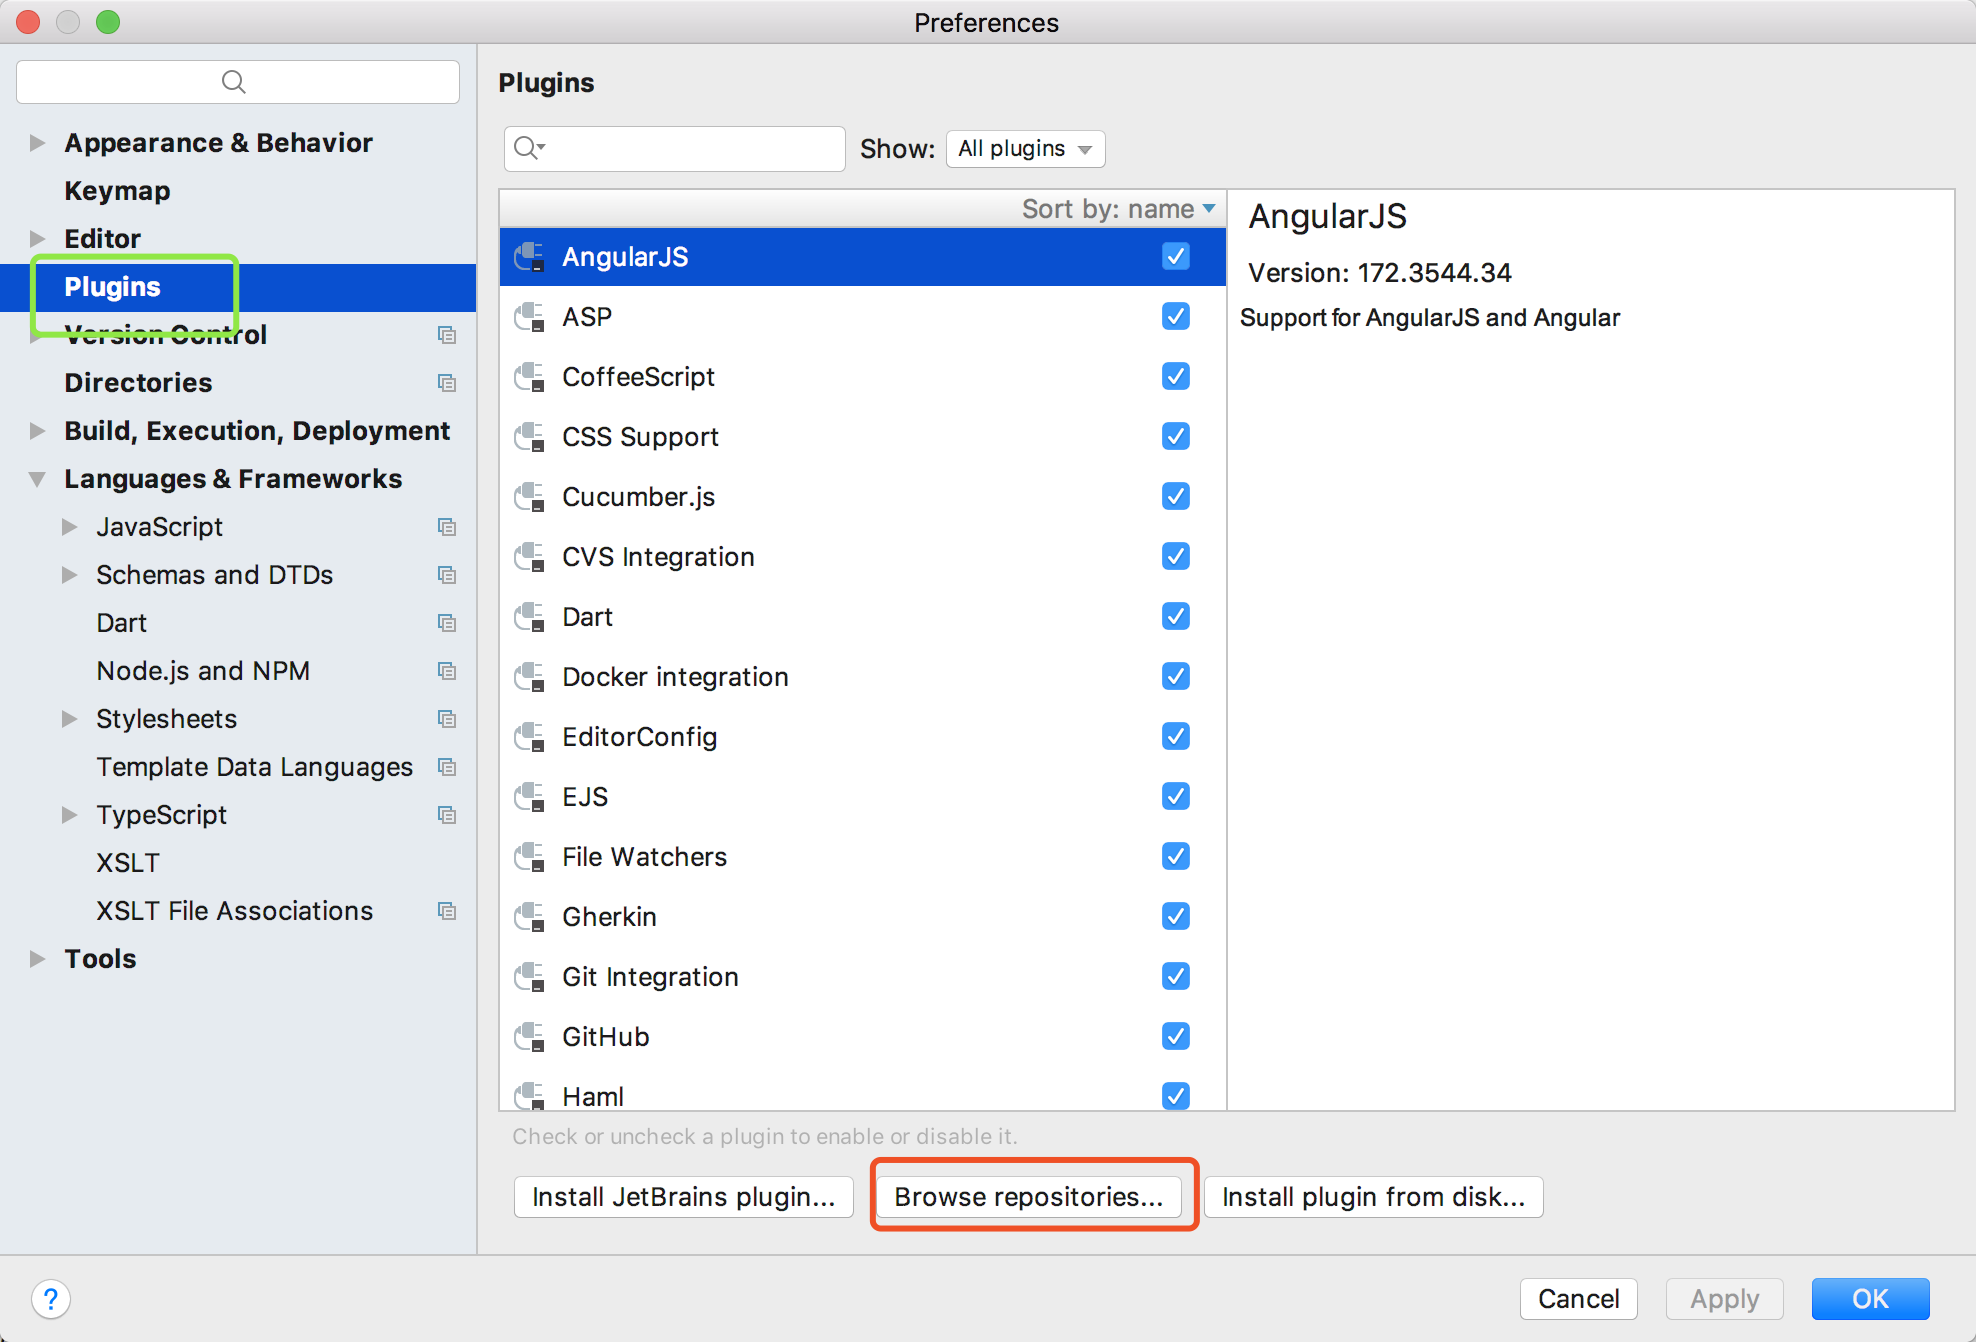 Preferences
Appearance & Behavior
Keymap
Editor
Plugins
Version Control
Directories
Build, Execution, Deployment
Languages & Frameworks
JavaScript
Schemas and DTDs
Dart
Node.js and NPM
Stylesheets
Template Data Languages
TypeScript
XSLT
XSLT File Associations
Tools
Plugins
Show: All plugins
Sort by: name
AngularJS
ASP
CoffeeScript
CSS Support
Cucumber.js
CVS Integration
Dart
Docker integration
EditorConfig
EJS
File Watchers
Gherkin
Git Integration
GitHub
Haml
AngularJS
Version: 172.3544.34
Support for AngularJS and Angular
Check or uncheck a plugin to enable or disable it.
Install JetBrains plugin... Browse repositories... Install plugin from disk...
? Cancel Apply OK